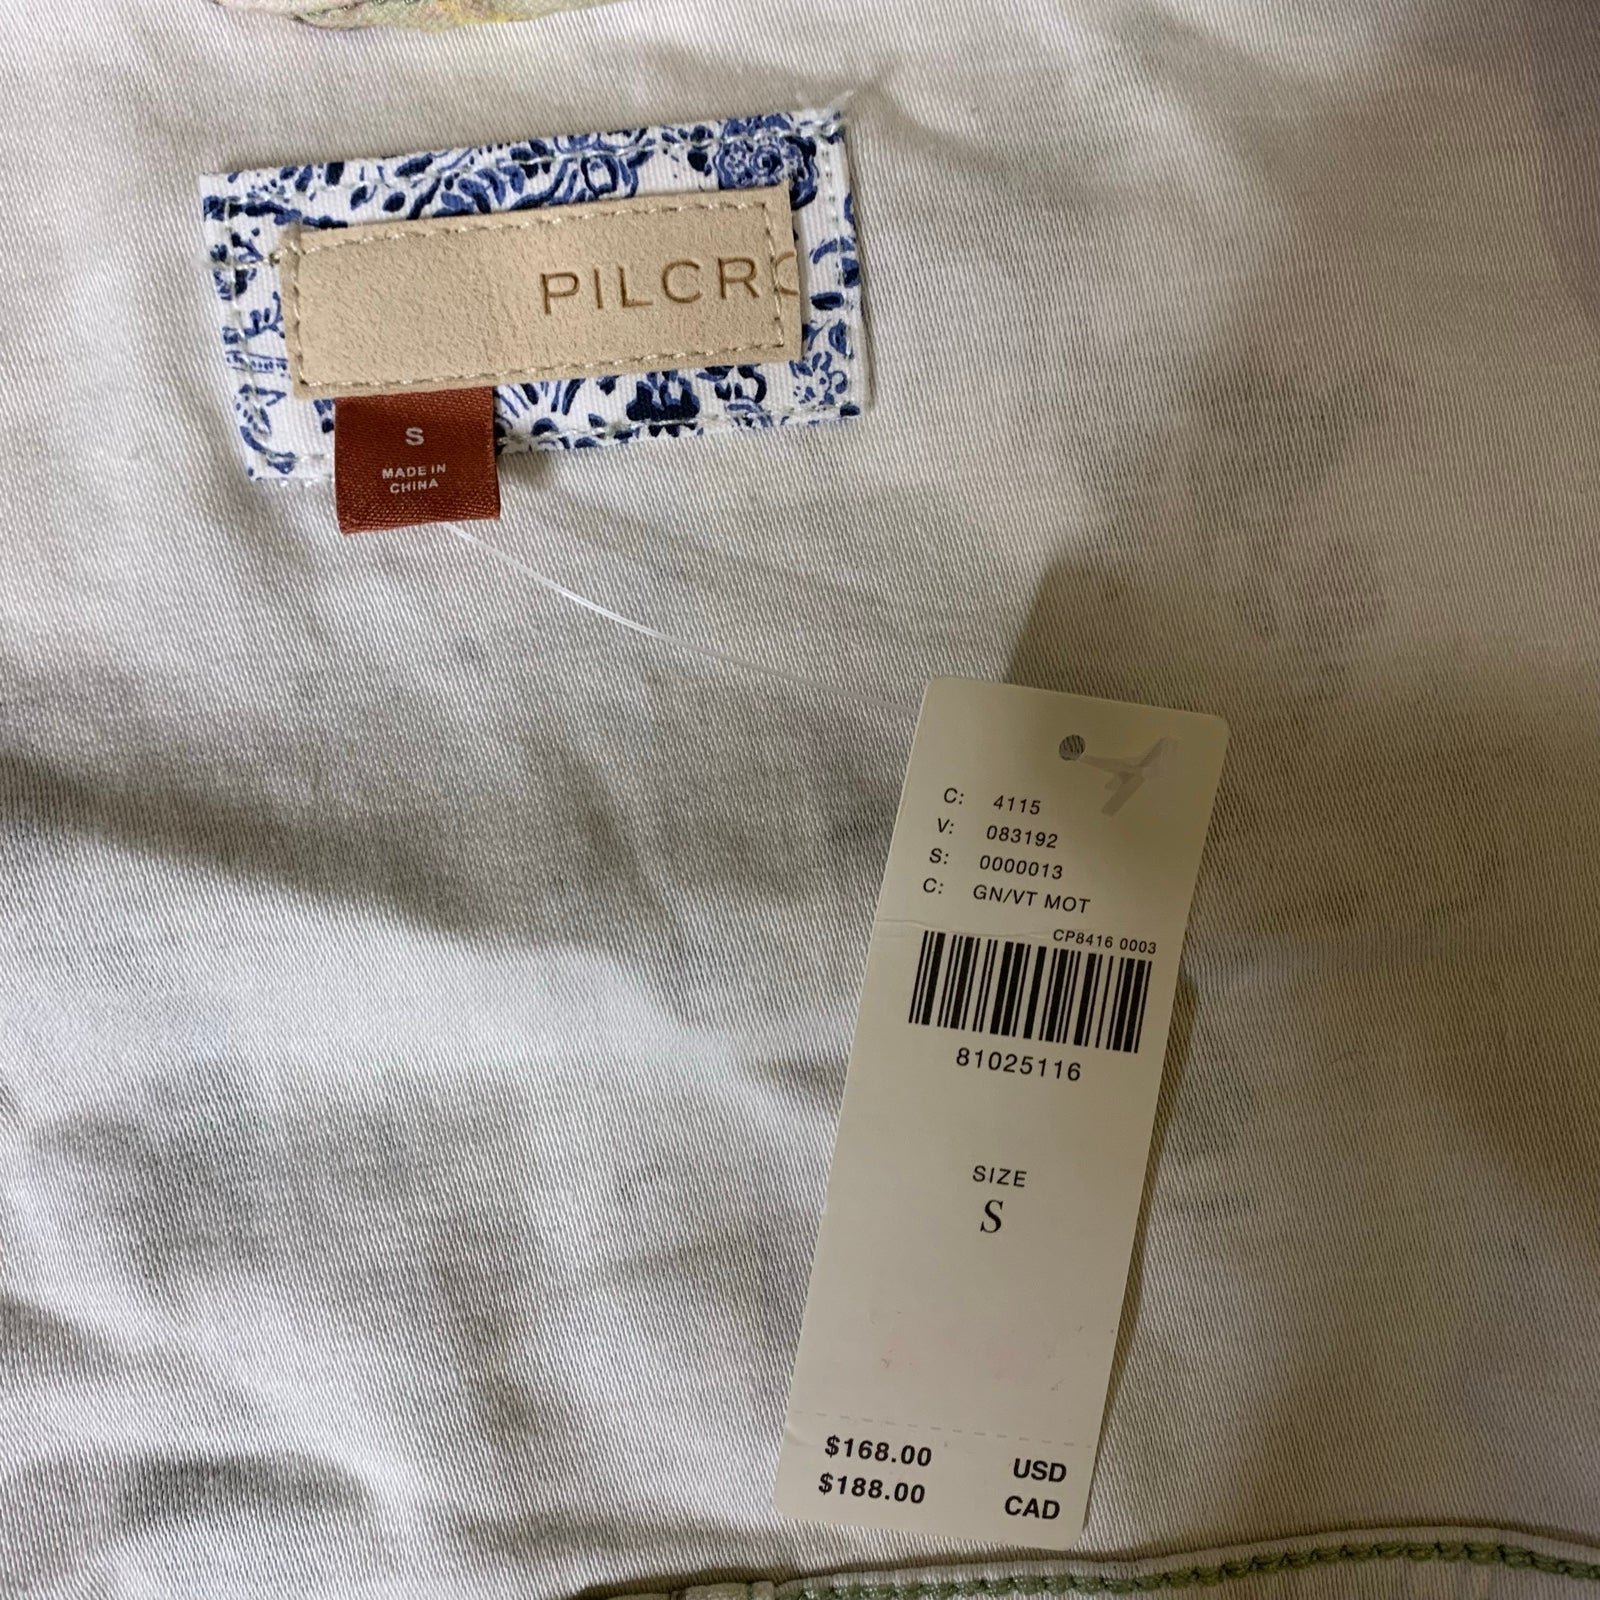 PILCRO
S
MADE IN
CHINA
C: 4115
V: 083192
S: 0000013
C: GN/VT MOT
CP8416 0003
81025116
SIZE
S
$168.00 USD
$188.00 CAD